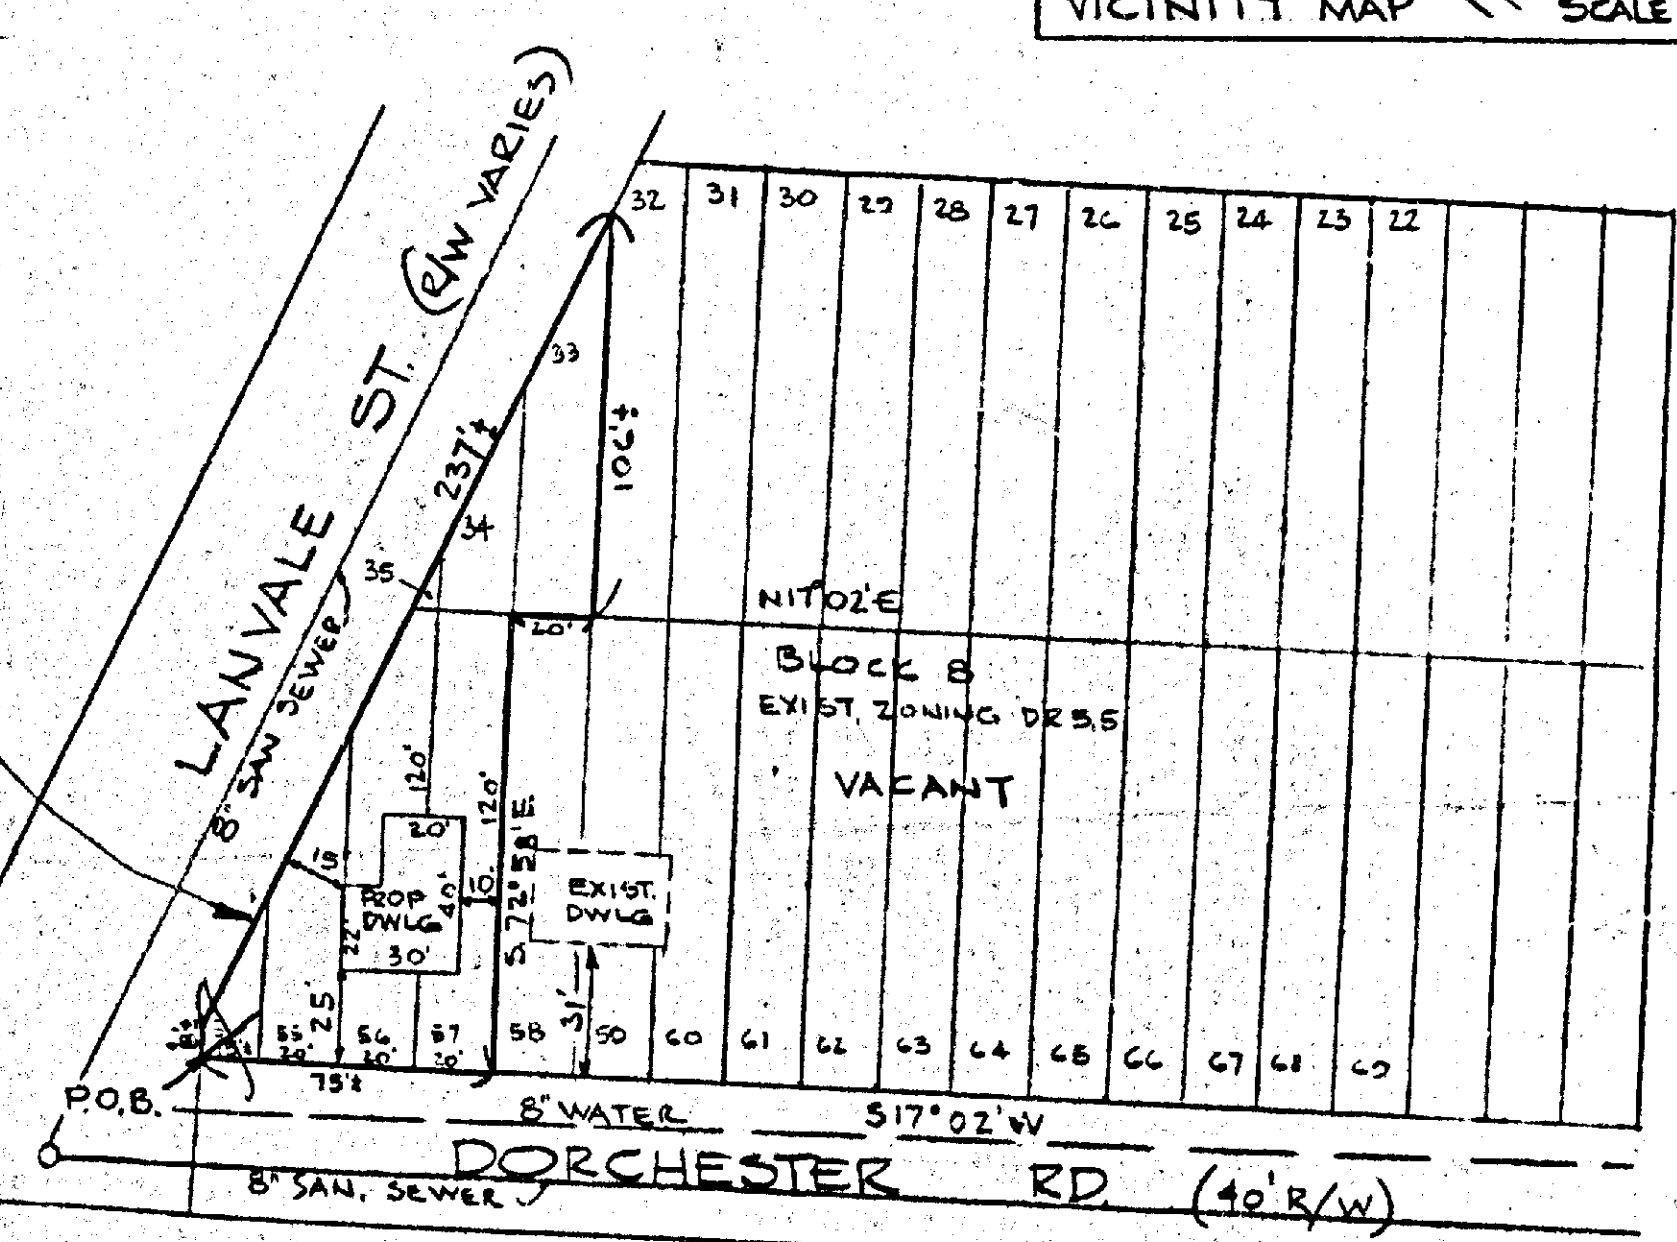 VICINITY MAP SCALE
LANVALE ST. (R/W VARIES)
8" SAN SEWER
32 31 30 29 28 27 26 25 24 23 22
33
237'±
106'±
34
35
N17°02'E
20'
BLOCK 8
EXIST. ZONING DR 5.5
VACANT
120'
120'
S. 72° 58' E.
20'
15'
PROP
DWLG
40'
10'
22'
30'
EXIST.
DWLG
25'
31'
55 56 57 58 50 60 61 62 63 64 65 66 67 68 69
20' 20' 20'
75'±
P.O.B.
8" WATER
S17°02'W
DORCHESTER RD. (40' R/W)
8" SAN. SEWER